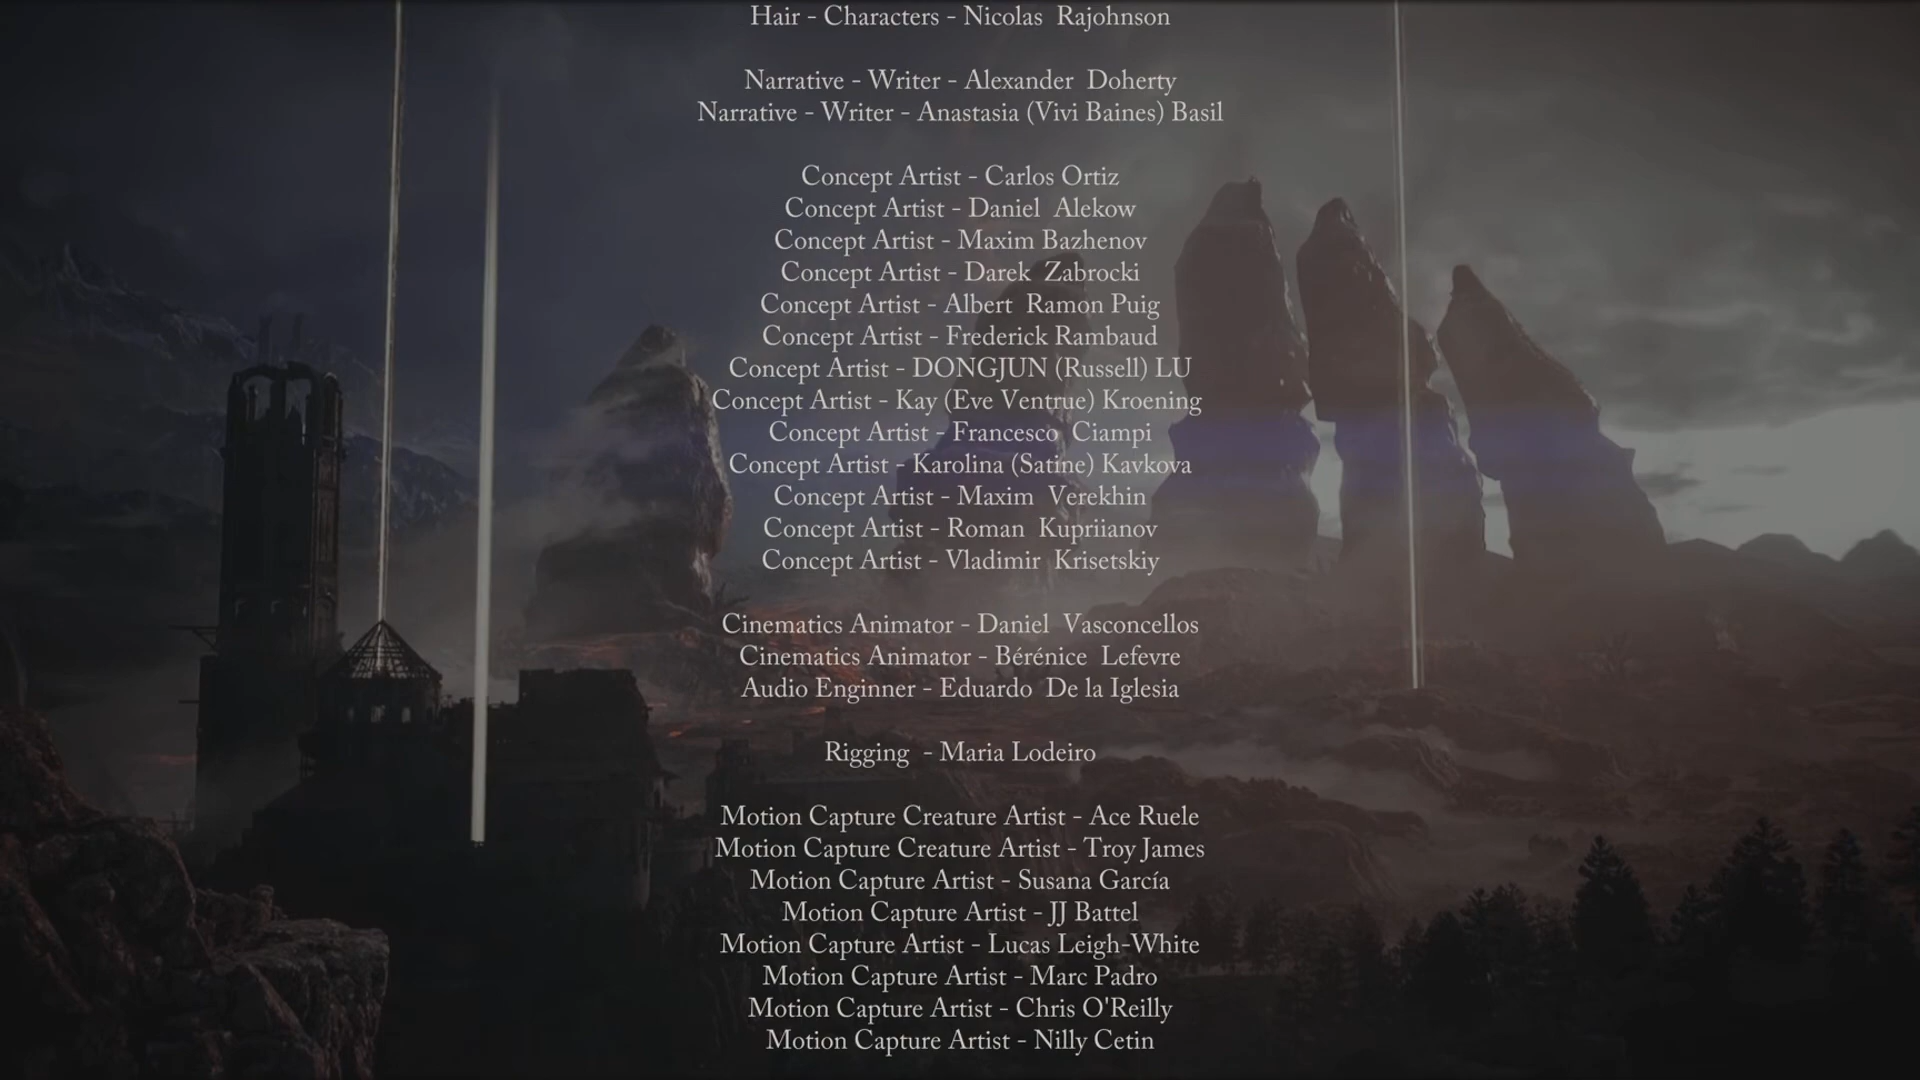 Hair - Characters - Nicolas  Rajohnson
Narrative - Writer - Alexander  Doherty
Narrative - Writer - Anastasia (Vivi Baines) Basil
Concept Artist - Carlos Ortiz
Concept Artist - Daniel  Alekow
Concept Artist - Maxim Bazhenov
Concept Artist - Darek  Zabrocki
Concept Artist - Albert  Ramon Puig
Concept Artist - Frederick Rambaud
Concept Artist - DONGJUN (Russell) LU
Concept Artist - Kay (Eve Ventrue) Kroening
Concept Artist - Francesco  Ciampi
Concept Artist - Karolina (Satine) Kavkova
Concept Artist - Maxim  Verekhin
Concept Artist - Roman  Kupriianov
Concept Artist - Vladimir  Krisetskiy
Cinematics Animator - Daniel  Vasconcellos
Cinematics Animator - Bérénice  Lefevre
Audio Enginner - Eduardo  De la Iglesia
Rigging  - Maria Lodeiro
Motion Capture Creature Artist - Ace Ruele
Motion Capture Creature Artist - Troy James
Motion Capture Artist - Susana García
Motion Capture Artist - JJ Battel
Motion Capture Artist - Lucas Leigh-White
Motion Capture Artist - Marc Padro
Motion Capture Artist - Chris O'Reilly
Motion Capture Artist - Nilly Cetin